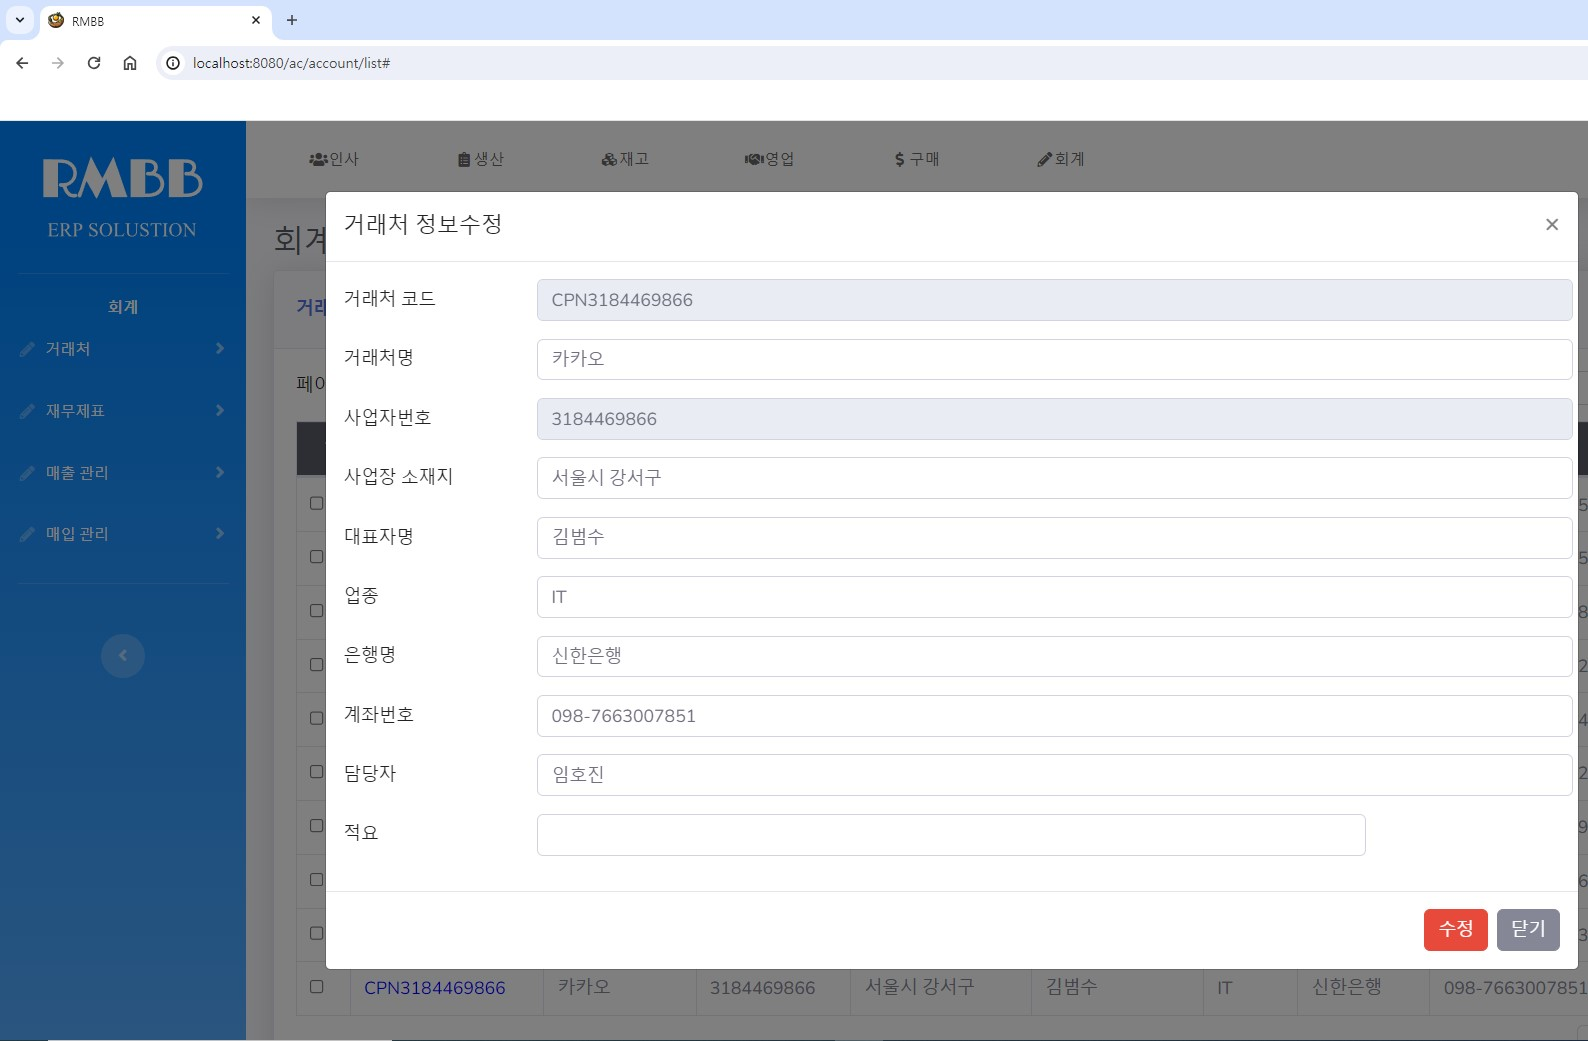 RMBB
localhost:8080/ac/account/list#
RMBB
ERP SOLUSTION
회계
거래처
재무제표
매출 관리
매입 관리
인사
생산
재고
영업
$ 구매
회계
회계
거래
페이
거래처 정보수정
거래처 코드
CPN3184469866
거래처명
카카오
사업자번호
3184469866
사업장 소재지
서울시 강서구
대표자명
김범수
업종
IT
은행명
신한은행
계좌번호
098-7663007851
담당자
임호진
적요
수정
닫기
CPN3184469866 카카오 3184469866 서울시 강서구 김범수 IT 신한은행 098-7663007851